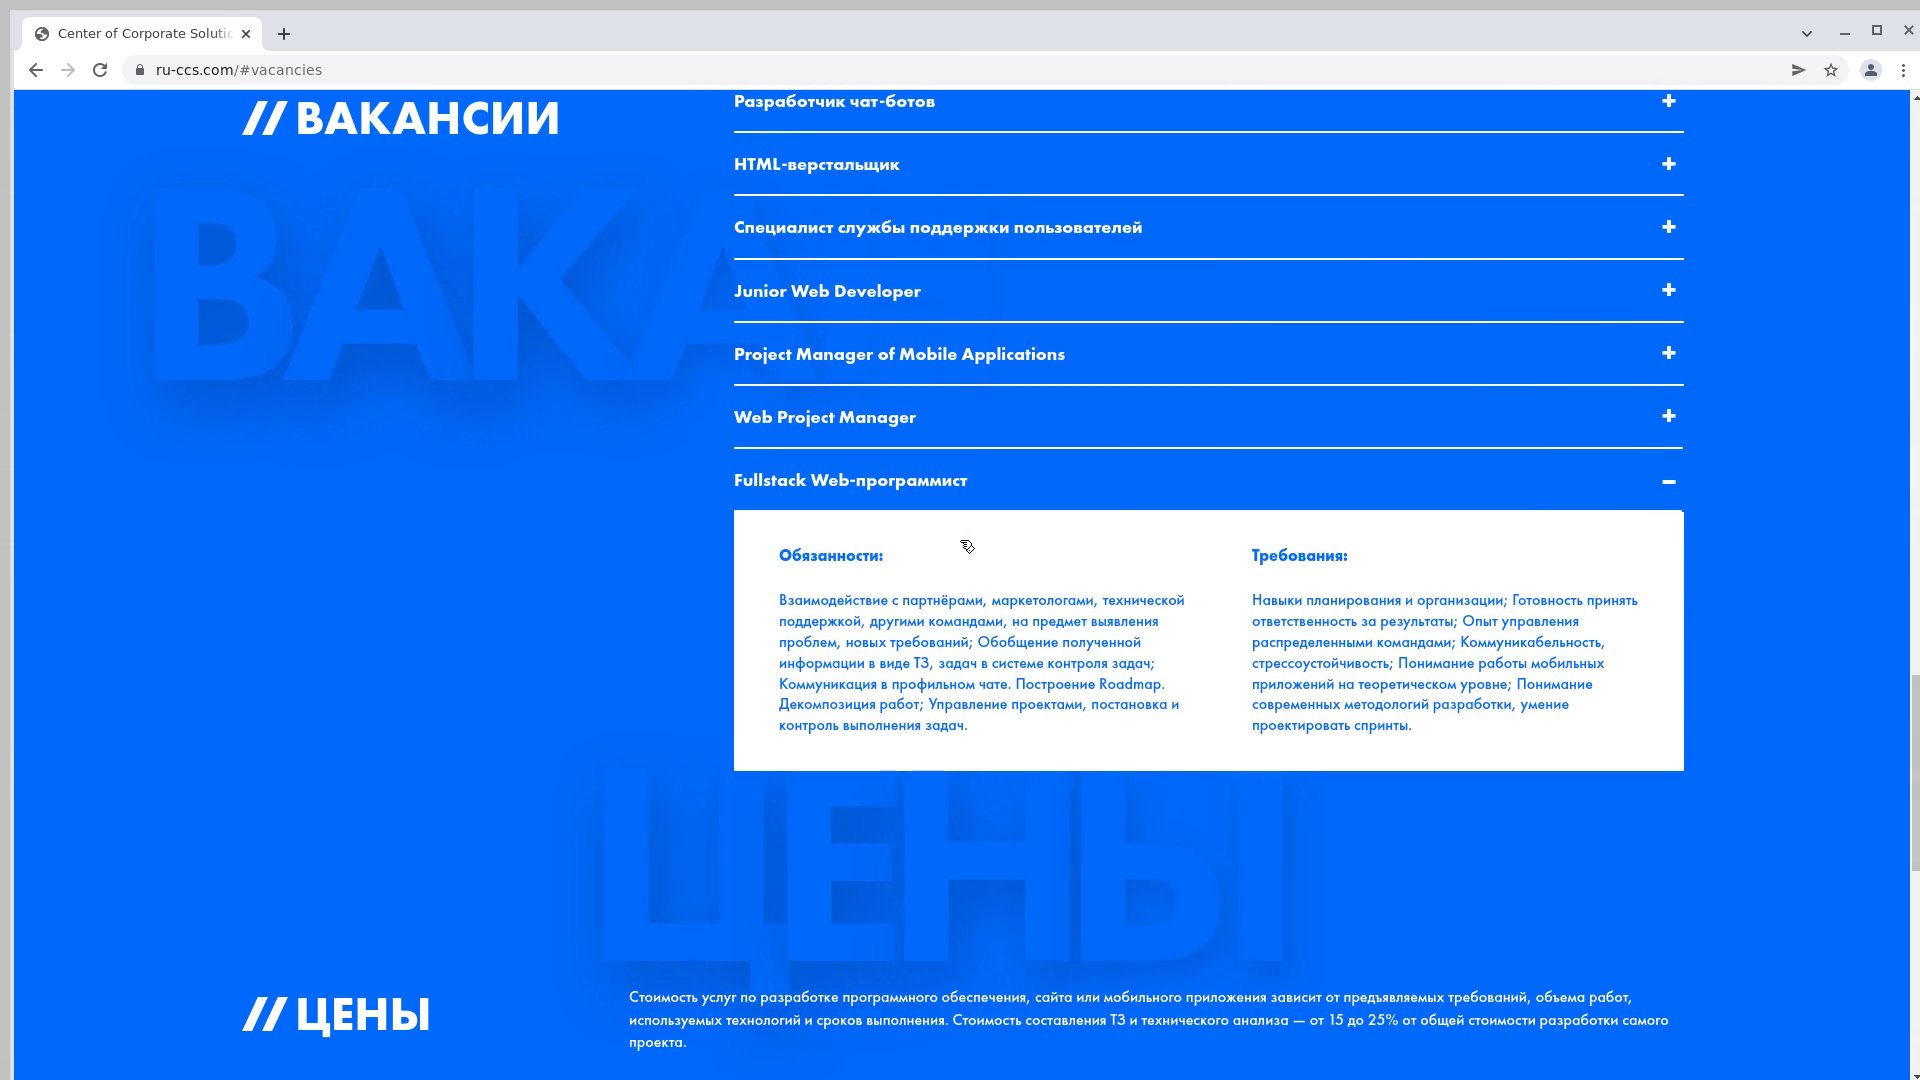 Center of Corporate Soluti
ru-ccs.com/#vacancies
// ВАКАНСИИ
ВАКА
Разработчик чат-ботов
HTML-верстальщик
Специалист службы поддержки пользователей
Junior Web Developer
Project Manager of Mobile Applications
Web Project Manager
Fullstack Web-программист
Обязанности:
Взаимодействие с партнёрами, маркетологами, технической
поддержкой, другими командами, на предмет выявления
проблем, новых требований; Обобщение полученной
информации в виде ТЗ, задач в системе контроля задач;
Коммуникация в профильном чате. Построение Roadmap.
Декомпозиция работ; Управление проектами, постановка и
контроль выполнения задач.
Требования:
Навыки планирования и организации; Готовность принять
ответственность за результаты; Опыт управления
распределенными командами; Коммуникабельность,
стрессоустойчивость; Понимание работы мобильных
приложений на теоретическом уровне; Понимание
современных методологий разработки, умение
проектировать спринты.
ЦЕНЫ
// ЦЕНЫ
Стоимость услуг по разработке программного обеспечения, сайта или мобильного приложения зависит от предъявляемых требований, объема работ,
используемых технологий и сроков выполнения. Стоимость составления ТЗ и технического анализа — от 15 до 25% от общей стоимости разработки самого
проекта.